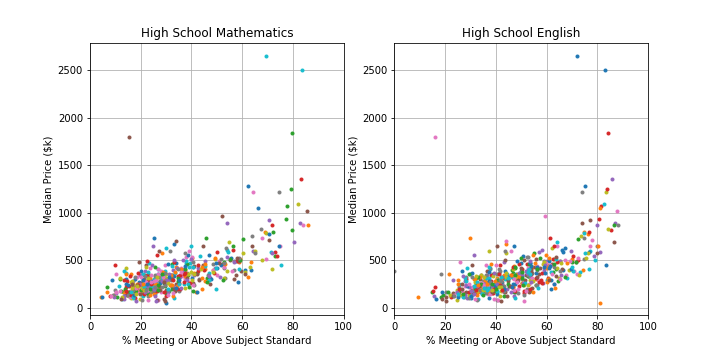 High School Mathematics
High School English
Median Price ($k)
2500
2000
1500
1000
500
0
0 20 40 60 80 100
% Meeting or Above Subject Standard
Median Price ($k)
2500
2000
1500
1000
500
0
0 20 40 60 80 100
% Meeting or Above Subject Standard